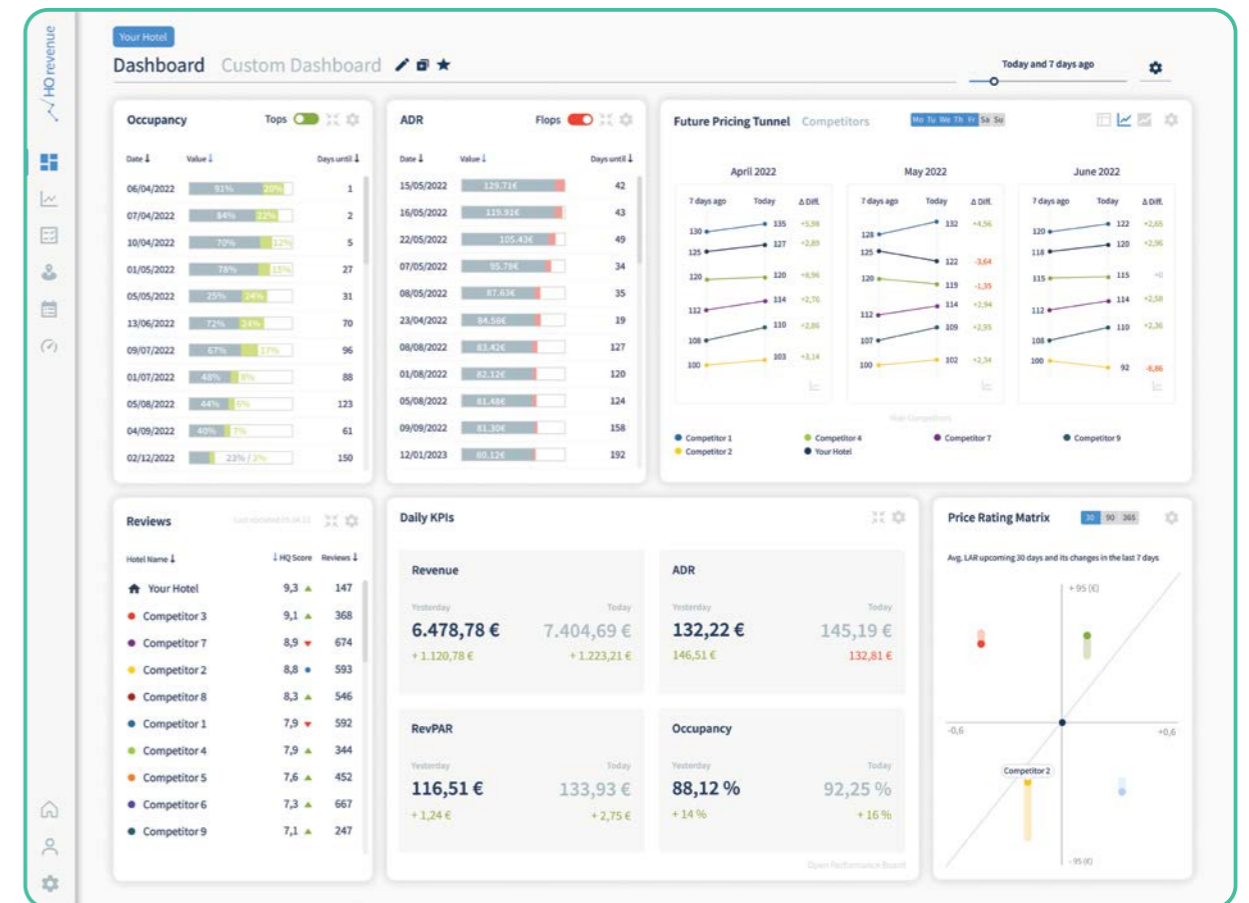 HQ revenue
Your Hotel
Dashboard Custom Dashboard
Today and 7 days ago
Occupancy Tops
Date Value Days until
06/04/2022 91% 20% 1
07/04/2022 84% 22% 2
10/04/2022 70% 12% 5
01/05/2022 78% 15% 27
05/05/2022 25% 24% 31
13/06/2022 72% 24% 70
09/07/2022 67% 17% 96
01/07/2022 48% 8% 88
05/08/2022 44% 6% 123
04/09/2022 40% 7% 61
02/12/2022 23% / 3% 150
ADR Flops
Date Value Days until
15/05/2022 129.71€ 42
16/05/2022 119.92€ 43
22/05/2022 105.43€ 49
07/05/2022 95.78€ 34
08/05/2022 87.63€ 35
23/04/2022 84.50€ 19
08/08/2022 83.42€ 127
01/08/2022 82.12€ 120
05/08/2022 81.48€ 124
09/09/2022 81.30€ 158
12/01/2023 80.12€ 192
Future Pricing Tunnel Competitors Mo Tu We Th Fr Sa Su
April 2022
7 days ago Today Δ Diff.
130 135 +5,98
125 127 +2,89
120 120 +8,96
112 114 +2,76
108 110 +2,86
100 103 +3,14
May 2022
7 days ago Today Δ Diff.
128 132 +4,56
125 122 -3,64
120 119 -1,35
112 114 +2,94
107 109 +2,95
100 102 +2,34
June 2022
7 days ago Today Δ Diff.
120 122 +2,65
118 120 +2,96
115 115 +0
112 114 +2,58
108 110 +2,36
100 92 -8,86
Competitors
Competitor 1 Competitor 4 Competitor 7 Competitor 9
Competitor 2 Your Hotel
Reviews Last updated
Hotel Name HQ Score Reviews
Your Hotel 9,3 147
Competitor 3 9,1 368
Competitor 7 8,9 674
Competitor 2 8,8 593
Competitor 8 8,3 546
Competitor 1 7,9 592
Competitor 4 7,9 344
Competitor 5 7,6 452
Competitor 6 7,3 667
Competitor 9 7,1 247
Daily KPIs
Revenue
Yesterday Today
6.478,78 € 7.404,69 €
+ 1.120,78 € + 1.223,21 €
ADR
Yesterday Today
132,22 € 145,19 €
146,51 € 132,81 €
RevPAR
Yesterday Today
116,51 € 133,93 €
+ 1,24 € + 2,75 €
Occupancy
Yesterday Today
88,12 % 92,25 %
+ 14 % + 16 %
Open Performance Board
Price Rating Matrix 30 90 365
Avg. LAR upcoming 30 days and its changes in the last 7 days
+ 95 (€)
-0,6 +0,6
Competitor 2
- 95 (€)